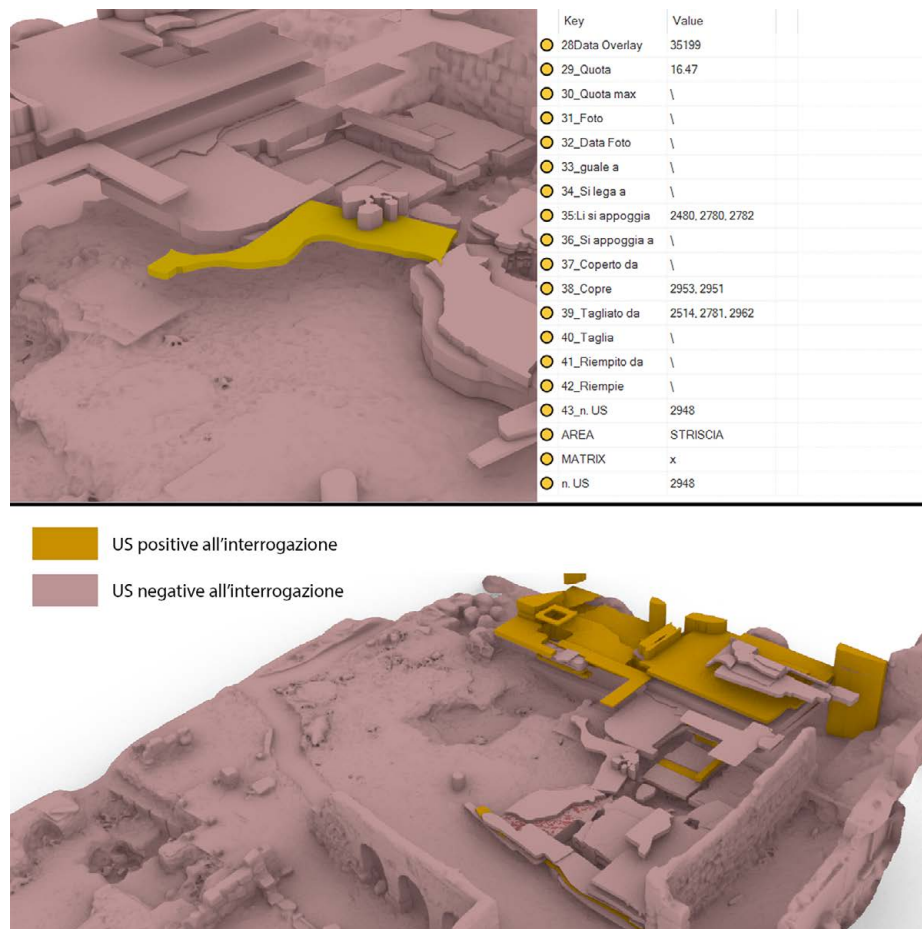 Key Value
28Data Overlay 35199
29_Quota 16.47
30_Quota max \
31_Foto \
32_Data Foto \
33_guale a \
34_Si lega a \
35:Li si appoggia 2480, 2780, 2782
36_Si appoggia a \
37_Coperto da \
38_Copre 2953, 2951
39_Tagliato da 2514, 2781, 2962
40_Taglia \
41_Riempito da \
42_Riempie \
43_n. US 2948
AREA STRISCIA
MATRIX x
n. US 2948
US positive all’interrogazione
US negative all’interrogazione